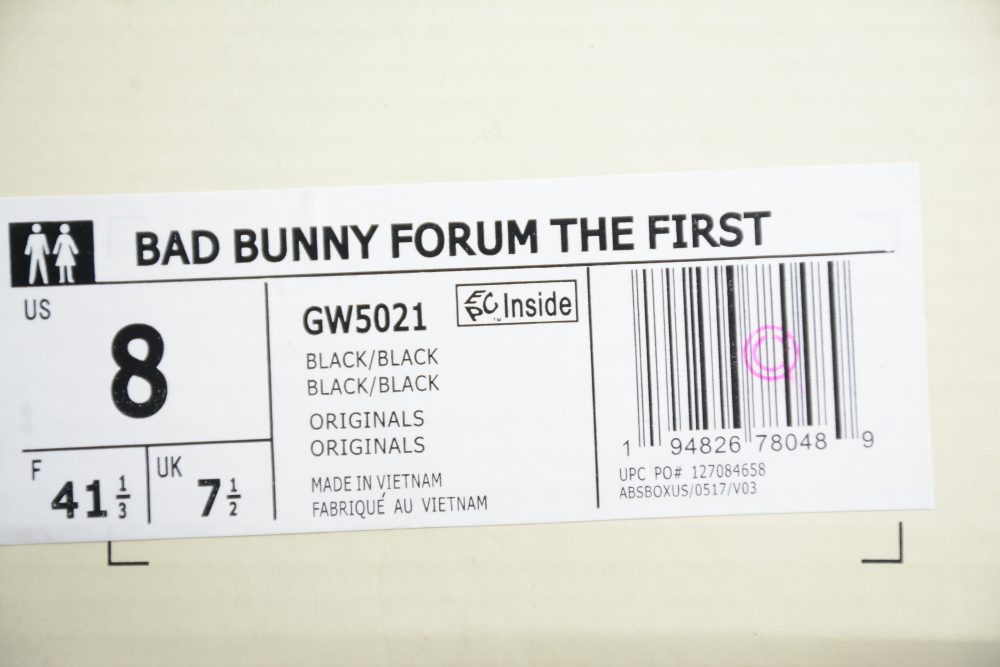 BAD BUNNY FORUM THE FIRST
US
8
F
41 1/3
UK
7 1/2
GW5021
EPC™ Inside
BLACK/BLACK
BLACK/BLACK
ORIGINALS
ORIGINALS
MADE IN VIETNAM
FABRIQUÉ AU VIETNAM
1 94826 78048 9
UPC PO# 127084658
ABSBOXUS/0517/V03